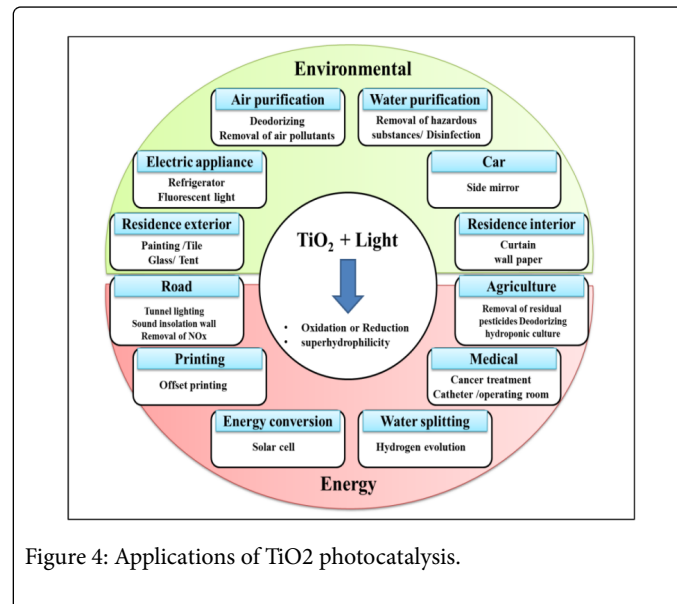 Environmental
Air purification
Deodorizing
Removal of air pollutants
Water purification
Removal of hazardous
substances/ Disinfection
Electric appliance
Refrigerator
Fluorescent light
Car
Side mirror
Residence exterior
Painting /Tile
Glass/ Tent
TiO₂ + Light
• Oxidation or Reduction
• superhydrophilicity
Residence interior
Curtain
wall paper
Road
Tunnel lighting
Sound insolation wall
Removal of NOx
Agriculture
Removal of residual
pesticides Deodorizing
hydroponic culture
Printing
Offset printing
Medical
Cancer treatment
Catheter /operating room
Energy conversion
Solar cell
Water splitting
Hydrogen evolution
Energy
Figure 4: Applications of TiO2 photocatalysis.